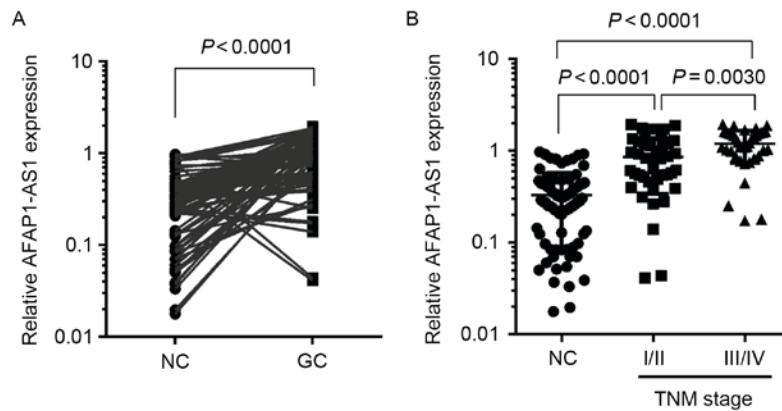 A
P < 0.0001
Relative AFAP1-AS1 expression
10
1
0.1
0.01
NC
GC
B
P < 0.0001
P < 0.0001
P = 0.0030
Relative AFAP1-AS1 expression
10
1
0.1
0.01
NC
I/II
III/IV
TNM stage